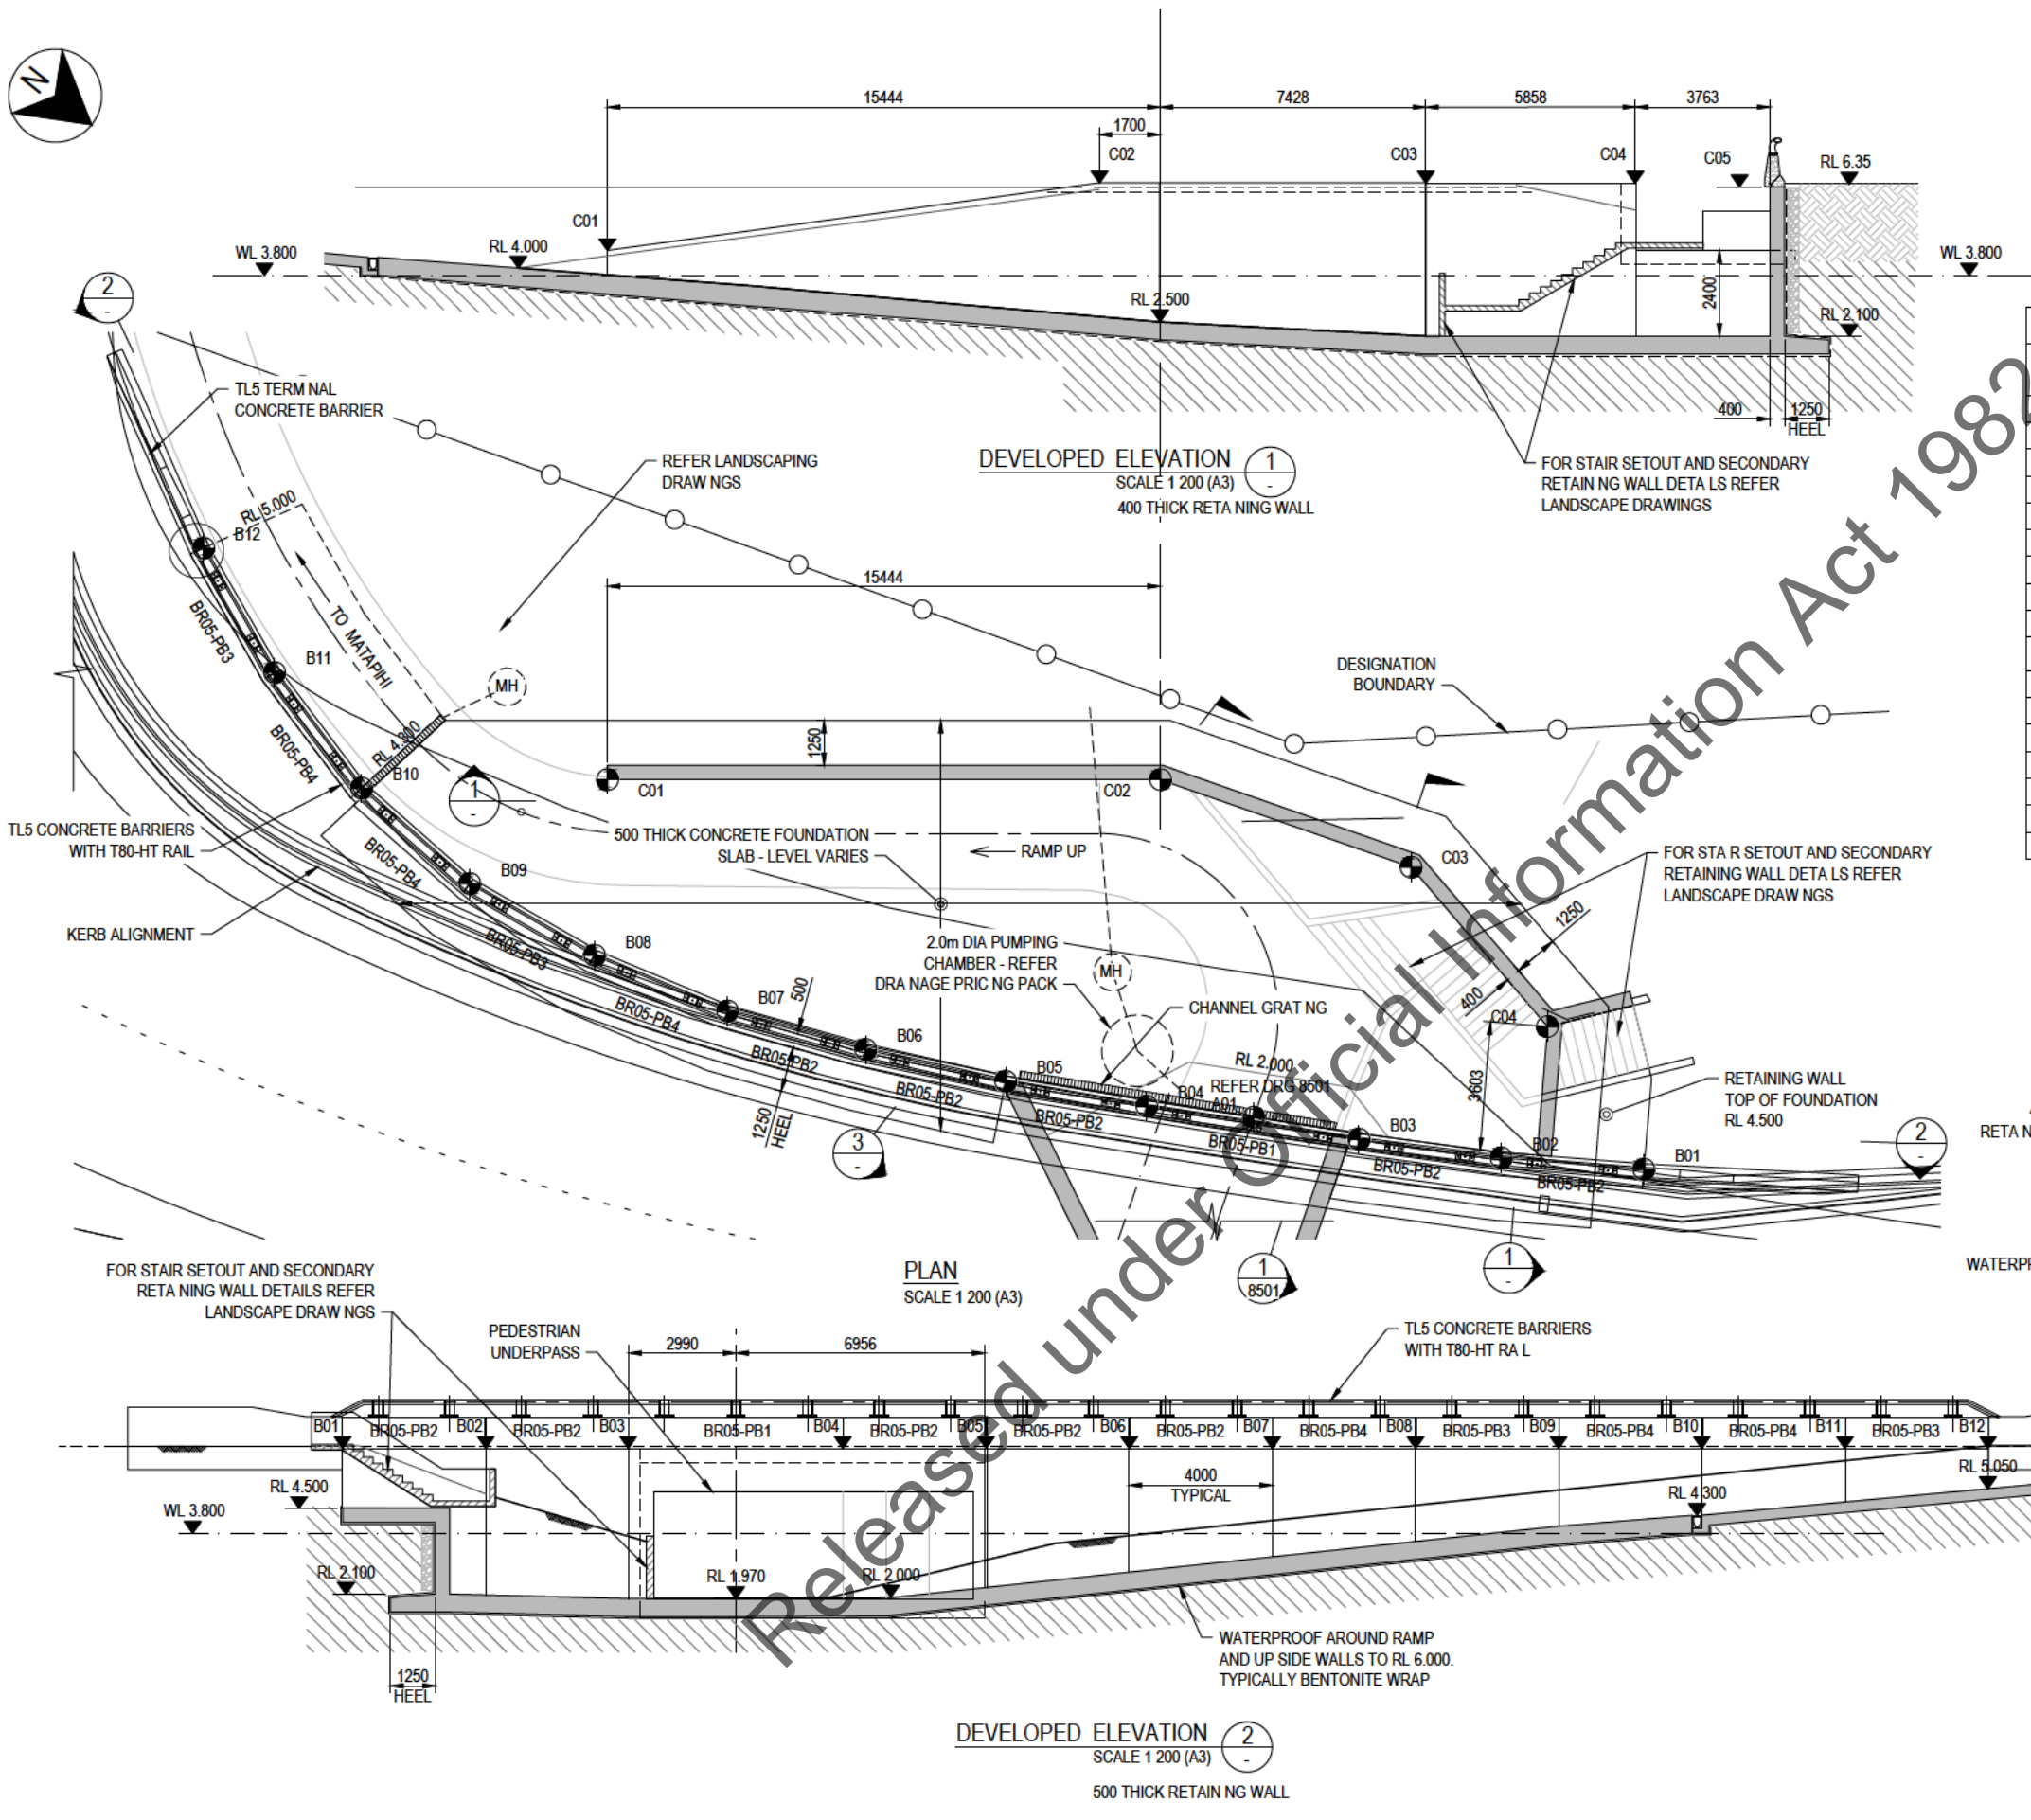 N
15444
7428
5858
3763
1700
C02
C03
C04
C05
RL 6.35
C01
WL 3.800
RL 4.000
WL 3.800
2400
RL 2.500
RL 2.100
400
1250
HEEL
2
-
TL5 TERM NAL
CONCRETE BARRIER
REFER LANDSCAPING
DRAW NGS
DEVELOPED ELEVATION
1
-
SCALE 1 200 (A3)
400 THICK RETA NING WALL
FOR STAIR SETOUT AND SECONDARY
RETAIN NG WALL DETA LS REFER
LANDSCAPE DRAWINGS
RL 5.000
B12
15444
BR05-PB3
TO MATAPIHI
B11
MH
DESIGNATION
BOUNDARY
BR05-PB4
RL 4.300
1250
B10
1
-
C01
C02
TL5 CONCRETE BARRIERS
WITH T80-HT RAIL
500 THICK CONCRETE FOUNDATION
SLAB - LEVEL VARIES
RAMP UP
C03
FOR STA R SETOUT AND SECONDARY
RETAINING WALL DETA LS REFER
LANDSCAPE DRAW NGS
BR05-PB4
B09
1250
KERB ALIGNMENT
BR05-PB3
B08
2.0m DIA PUMPING
CHAMBER - REFER
DRA NAGE PRIC NG PACK
MH
B07
500
BR05-PB4
CHANNEL GRAT NG
400
C04
B06
BR05-PB2
B05
RL 2.000
REFER DRG 8501
B04
A01
3603
RETAINING WALL
TOP OF FOUNDATION
RL 4.500
BR05-PB2
1250
HEEL
BR05-PB2
B03
BR05-PB1
B02
B01
BR05-PB2
BR05-PB2
3
-
2
-
RETA N
PLAN
SCALE 1 200 (A3)
1
8501
1
-
WATERPR
FOR STAIR SETOUT AND SECONDARY
RETA NING WALL DETAILS REFER
LANDSCAPE DRAW NGS
PEDESTRIAN
UNDERPASS
2990
6956
TL5 CONCRETE BARRIERS
WITH T80-HT RA L
B01 BR05-PB2 B02 BR05-PB2 B03 BR05-PB1 B04 BR05-PB2 B05 BR05-PB2 B06 BR05-PB2 B07 BR05-PB4 B08 BR05-PB3 B09 BR05-PB4 B10 BR05-PB4 B11 BR05-PB3 B12
RL 4.500
WL 3.800
4000
TYPICAL
RL 4.300
RL 5.050
RL 2.100
RL 1.970
RL 2.000
1250
HEEL
WATERPROOF AROUND RAMP
AND UP SIDE WALLS TO RL 6.000.
TYPICALLY BENTONITE WRAP
DEVELOPED ELEVATION
2
-
SCALE 1 200 (A3)
500 THICK RETAIN NG WALL
Released under Official Information Act 1982